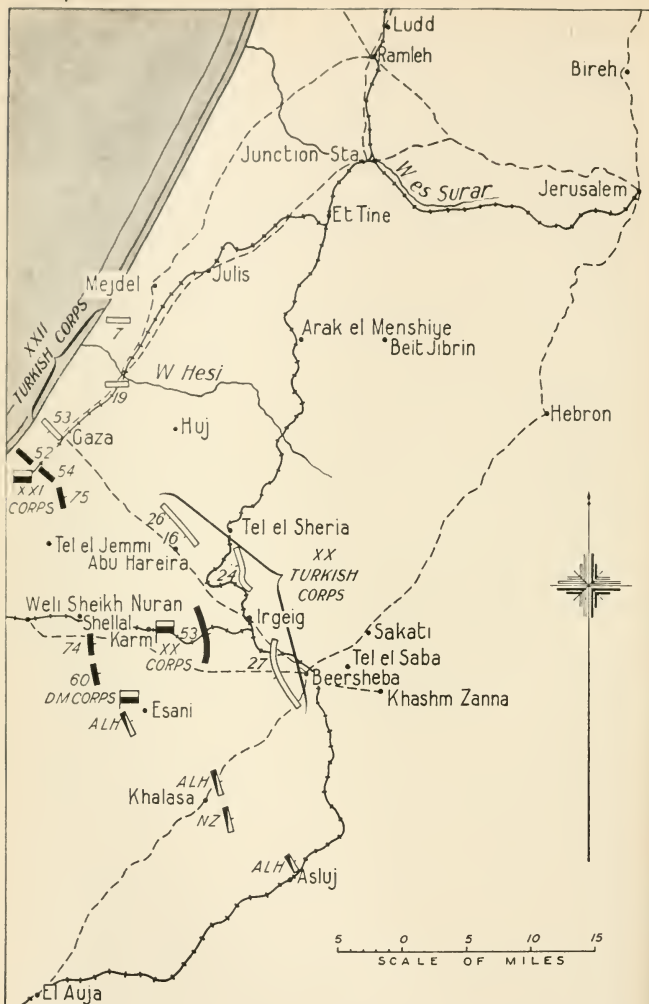 Ludd
Ramleh
Bireh
Junction Sta
W es Surar
Jerusalem
Et Tine
Julis
Mejdel
XXII
TURKISH CORPS
7
Arak el Menshiye
Beit Jibrin
W Hesi
19
Hebron
53
Gaza
Huj
52
54
XXI
CORPS
75
26
16
Tel el Sheria
Tel el Jemmi
Abu Hareira
XX
TURKISH
CORPS
24
Weli Sheikh Nuran
Shellal
Karm
Irgeig
XX
CORPS
53
Sakati
74
27
Tel el Saba
Beersheba
60
Khashm Zanna
DM CORPS
Esani
ALH
ALH
Khalasa
NZ
ALH
Asluj
5 0 5 10 15
SCALE OF MILES
El Auja